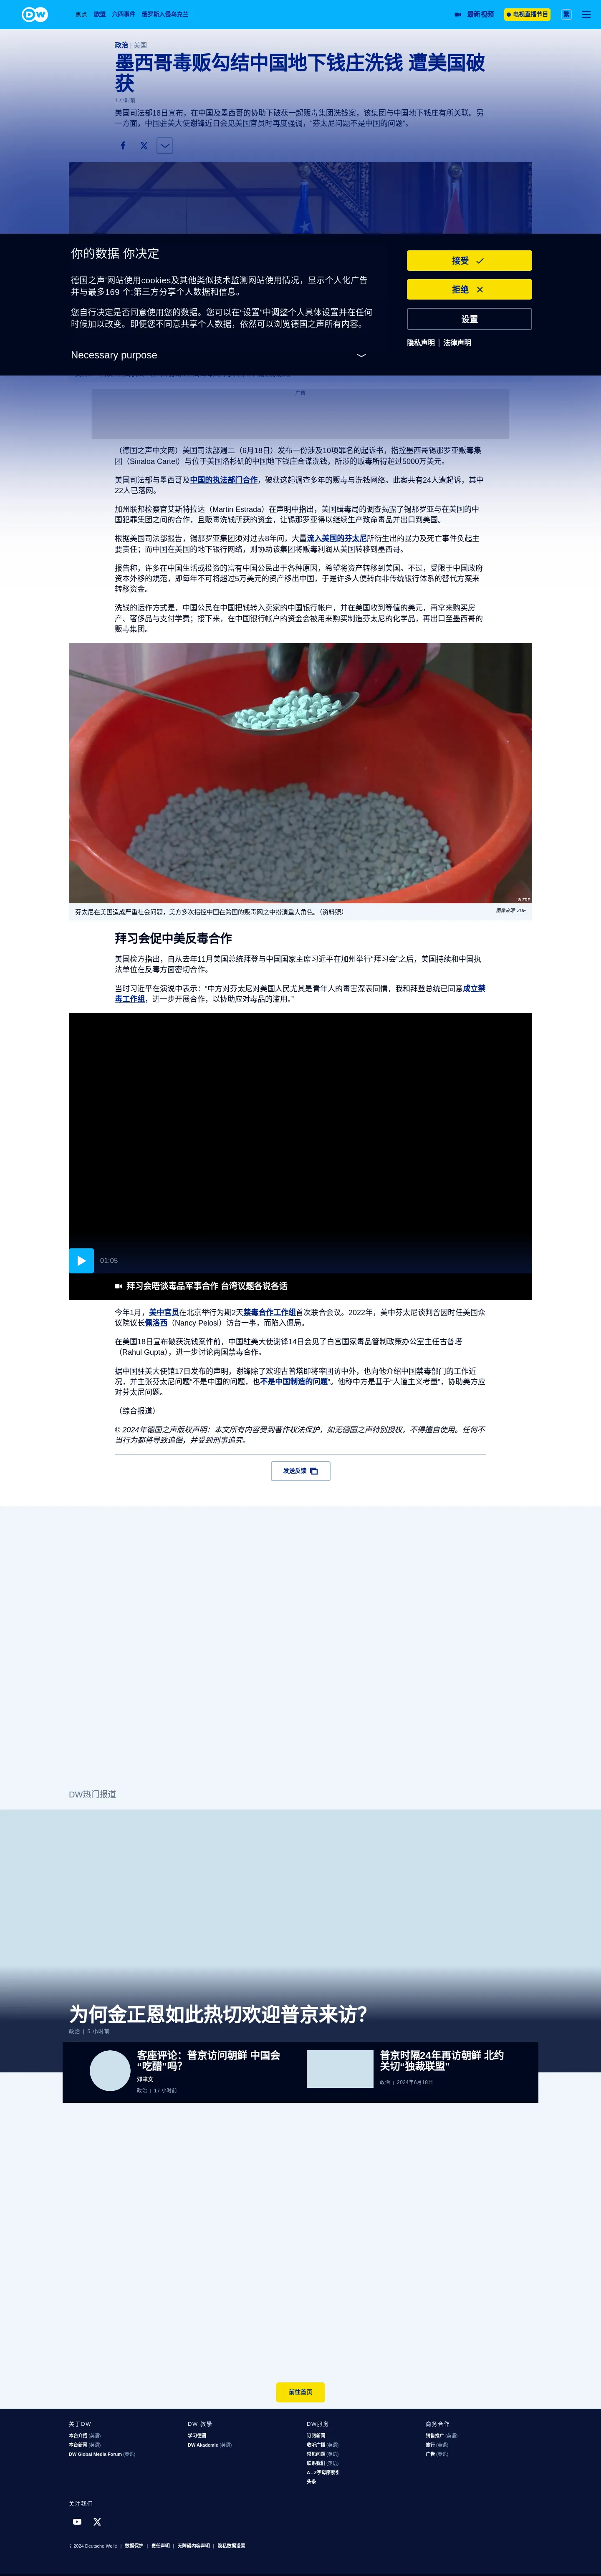 DW
焦点 欧盟 六四事件 俄罗斯入侵乌克兰 最新视频 电视直播节目 繁
政治 | 美国
墨西哥毒贩勾结中国地下钱庄洗钱 遭美国破
获
美国司法部18日宣布，在中国及墨西哥的协助下破获一起贩毒集团洗钱案，该集团与中国地下钱庄有所关联。另
一方面，中国驻美大使谢锋近日会见美国官员时再度强调，“芬太尼问题不是中国的问题”。
你的数据 你决定
德国之声’网站使用cookies及其他类似技术监测网站使用情况，显示个人化广告
并与最多169 个;第三方分享个人数据和信息。
您自行决定是否同意使用您的数据。您可以在“设置”中调整个人具体设置并在任何
时候加以改变。即便您不同意共享个人数据，依然可以浏览德国之声所有内容。
Necessary purpose
接受
拒绝
设置
隐私声明 | 法律声明
广告
（德国之声中文网）美国司法部週二（6月18日）发布一份涉及10项罪名的起诉书，指控墨西哥锡那罗亚贩毒集
团（Sinaloa Cartel）与位于美国洛杉矶的中国地下钱庄合谋洗钱，所涉的贩毒所得超过5000万美元。
美国司法部与墨西哥及中国的执法部门合作，破获这起调查多年的贩毒与洗钱网络。此案共有24人遭起诉，其中
22人已落网。
加州联邦检察官艾斯特拉达（Martin Estrada）在声明中指出，美国缉毒局的调查揭露了锡那罗亚与在美国的中
国犯罪集团之间的合作，且贩毒洗钱所获的资金，让锡那罗亚得以继续生产致命毒品并出口到美国。
根据美国司法部报告，锡那罗亚集团须对过去8年间，大量流入美国的芬太尼所衍生出的暴力及死亡事件负起主
要责任；而中国在美国的地下银行网络，则协助该集团将贩毒利润从美国转移到墨西哥。
报告称，许多在中国生活或投资的富有中国公民出于各种原因，希望将资产转移到美国。不过，受限于中国政府
资本外移的规范，即每年不可将超过5万美元的资产移出中国，于是许多人便转向非传统银行体系的替代方案来
转移资金。
洗钱的运作方式是，中国公民在中国把钱转入卖家的中国银行帐户，并在美国收到等值的美元，再拿来购买房
产、奢侈品与支付学费；接下来，在中国银行帐户的资金会被用来购买制造芬太尼的化学品，再出口至墨西哥的
贩毒集团。
芬太尼在美国造成严重社会问题，美方多次指控中国在跨国的贩毒网之中扮演重大角色。（资料照） 图像来源: ZDF
拜习会促中美反毒合作
美国检方指出，自从去年11月美国总统拜登与中国国家主席习近平在加州举行“拜习会”之后，美国持续和中国执
法单位在反毒方面密切合作。
当时习近平在演说中表示：“中方对芬太尼对美国人民尤其是青年人的毒害深表同情，我和拜登总统已同意成立禁
毒工作组，进一步开展合作，以协助应对毒品的滥用。”
01:05
拜习会晤谈毒品军事合作 台湾议题各说各话
今年1月，美中官员在北京举行为期2天禁毒合作工作组首次联合会议。2022年，美中芬太尼谈判曾因时任美国众
议院议长佩洛西（Nancy Pelosi）访台一事，而陷入僵局。
在美国18日宣布破获洗钱案件前，中国驻美大使谢锋14日会见了白宫国家毒品管制政策办公室主任古普塔
（Rahul Gupta），进一步讨论两国禁毒合作。
据中国驻美大使馆17日发布的声明，谢锋除了欢迎古普塔即将率团访中外，也向他介绍中国禁毒部门的工作近
况，并主张芬太尼问题“不是中国的问题，也不是中国制造的问题”。他称中方是基于“人道主义考量”，协助美方应
对芬太尼问题。
（综合报道）
© 2024年德国之声版权声明：本文所有内容受到著作权法保护，如无德国之声特别授权，不得擅自使用。任何不
当行为都将导致追偿，并受到刑事追究。
发送反馈
DW热门报道
为何金正恩如此热切欢迎普京来访？
政治 | 5 小时前
客座评论：普京访问朝鲜 中国会
“吃醋”吗？
邓聿文
政治 | 17 小时前
普京时隔24年再访朝鲜 北约
关切“独裁联盟”
政治 | 2024年6月18日
前往首页
关于DW
本台介绍 (英语)
本台新闻 (英语)
DW Global Media Forum (英语)
DW 教學
学习德语
DW Akademie (英语)
DW服务
订阅新闻
收听广播 (英语)
常见问题 (英语)
联系我们 (英语)
A - Z字母序索引
头条
商务合作
销售推广 (英语)
旅行 (英语)
广告 (英语)
关注我们
© 2024 Deutsche Welle | 数据保护 | 责任声明 | 无障碍内容声明 | 隐私数据设置